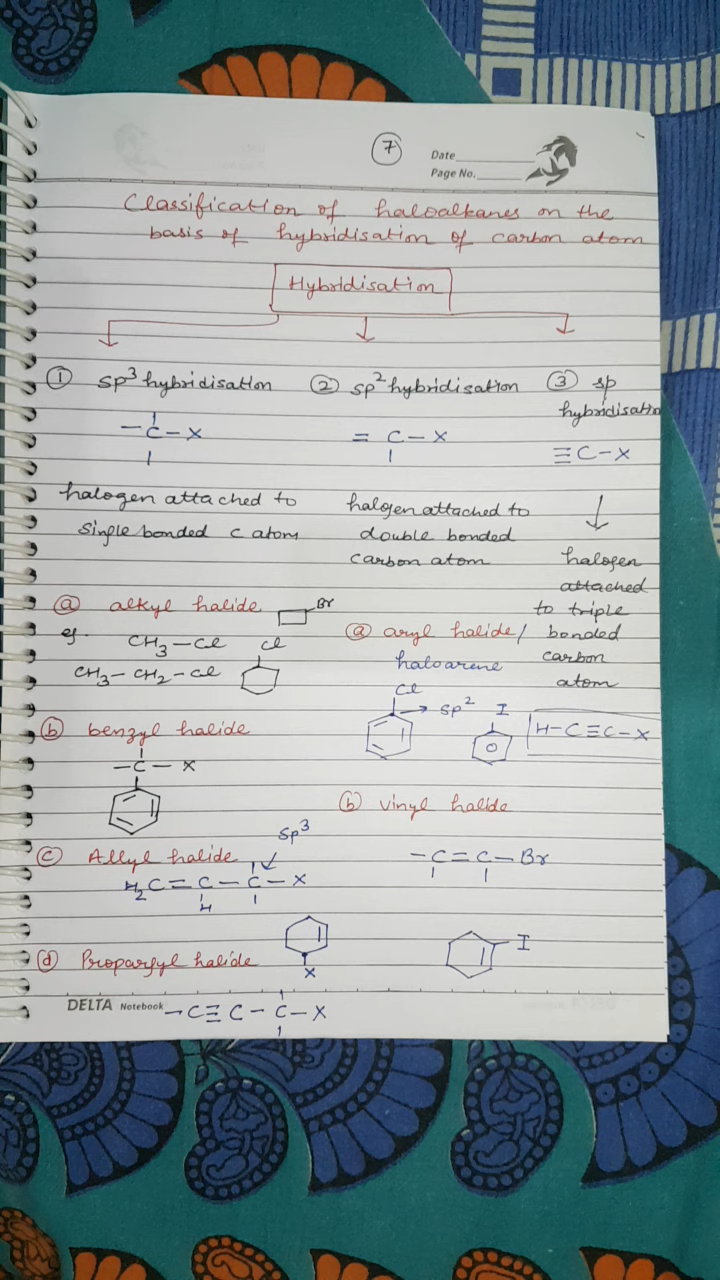 7
Date
Page No.
Classification of haloalkanes on the
basis of hybridisation of carbon atom
Hybridisation
① sp³ hybridisation
-C-X
halogen attached to
single bonded c atom
ⓐ alkyl halide
Br
eg.
CH₃-Cl
Cl
CH₃-CH₂-Cl
ⓑ benzyl halide
-C-X
ⓒ Allyl halide
sp³
H₂C=C-C-X
H
X
ⓓ Propargyl halide
-C≡C-C-X
② sp² hybridisation
=C-X
halogen attached to
double bonded
carbon atom
ⓐ aryl halide/
haloarene
Cl
→ sp²
I
ⓑ vinyl halide
-C=C-Br
I
③ sp
hybridisation
≡C-X
halogen
attached
to triple
bonded
carbon
atom
H-C≡C-X
DELTA Notebook